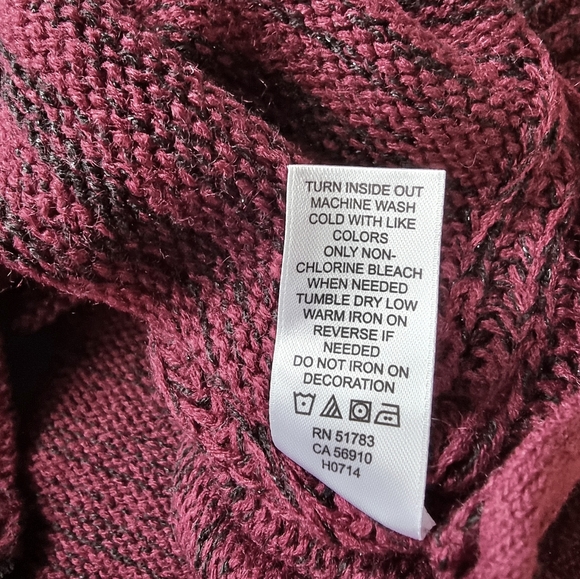 TURN INSIDE OUT
MACHINE WASH
COLD WITH LIKE
COLORS
ONLY NON-
CHLORINE BLEACH
WHEN NEEDED
TUMBLE DRY LOW
WARM IRON ON
REVERSE IF
NEEDED
DO NOT IRON ON
DECORATION
RN 51783
CA 56910
H0714